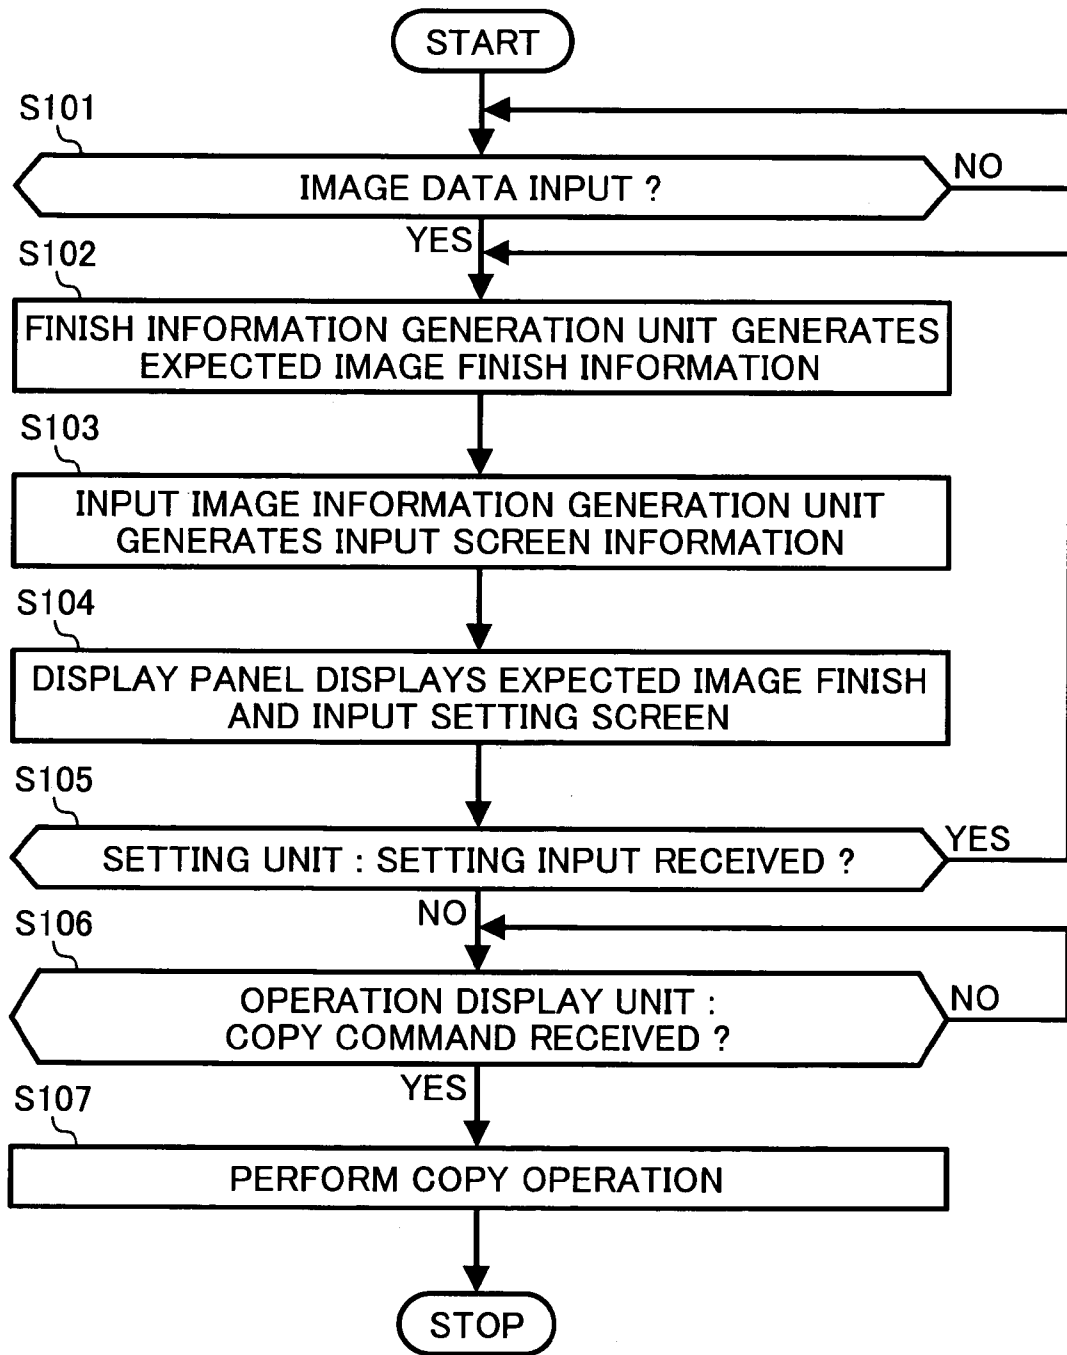 START
S101
IMAGE DATA INPUT ?
NO
YES
S102
FINISH INFORMATION GENERATION UNIT GENERATES
EXPECTED IMAGE FINISH INFORMATION
S103
INPUT IMAGE INFORMATION GENERATION UNIT
GENERATES INPUT SCREEN INFORMATION
S104
DISPLAY PANEL DISPLAYS EXPECTED IMAGE FINISH
AND INPUT SETTING SCREEN
S105
SETTING UNIT : SETTING INPUT RECEIVED ?
YES
NO
S106
OPERATION DISPLAY UNIT :
COPY COMMAND RECEIVED ?
NO
YES
S107
PERFORM COPY OPERATION
STOP